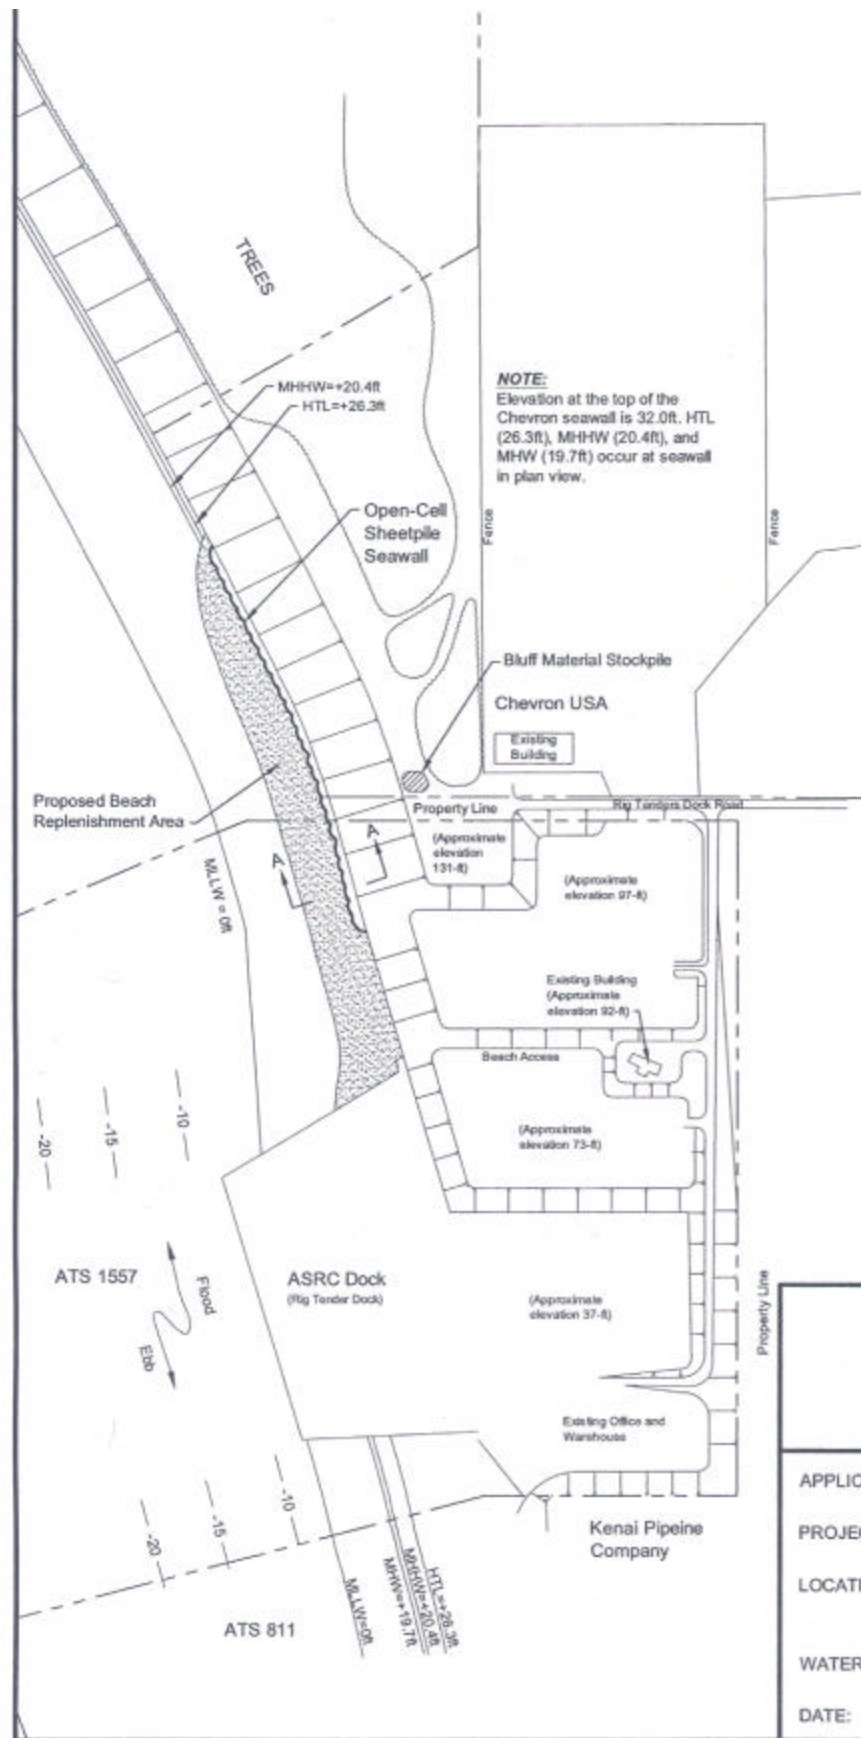 TREES
MHHW=+20.4ft
HTL=+26.3ft
NOTE:
Elevation at the top of the
Chevron seawall is 32.0ft. HTL
(26.3ft), MHHW (20.4ft), and
MHW (19.7ft) occur at seawall
in plan view.
Open-Cell
Sheetpile
Seawall
Fence
Fence
Bluff Material Stockpile
Chevron USA
Existing
Building
Proposed Beach
Replenishment Area
Property Line
Rig Tenders Dock Road
A
A
(Approximate
elevation
131-ft)
(Approximate
elevation 97-ft)
MLLW = 0ft
Existing Building
(Approximate
elevation 92-ft)
Beach Access
-20
-15
-10
(Approximate
elevation 73-ft)
ATS 1557
Flood
Ebb
ASRC Dock
(Rig Tender Dock)
(Approximate
elevation 37-ft)
Property Line
Existing Office and
Warehouse
-20
-15
-10
Kenai Pipeine
Company
MLLW=0ft
MHW=+19.7ft
MHHW=+20.4ft
HTL=+26.3ft
ATS 811
APPLIC
PROJEC
LOCATI
WATER
DATE: